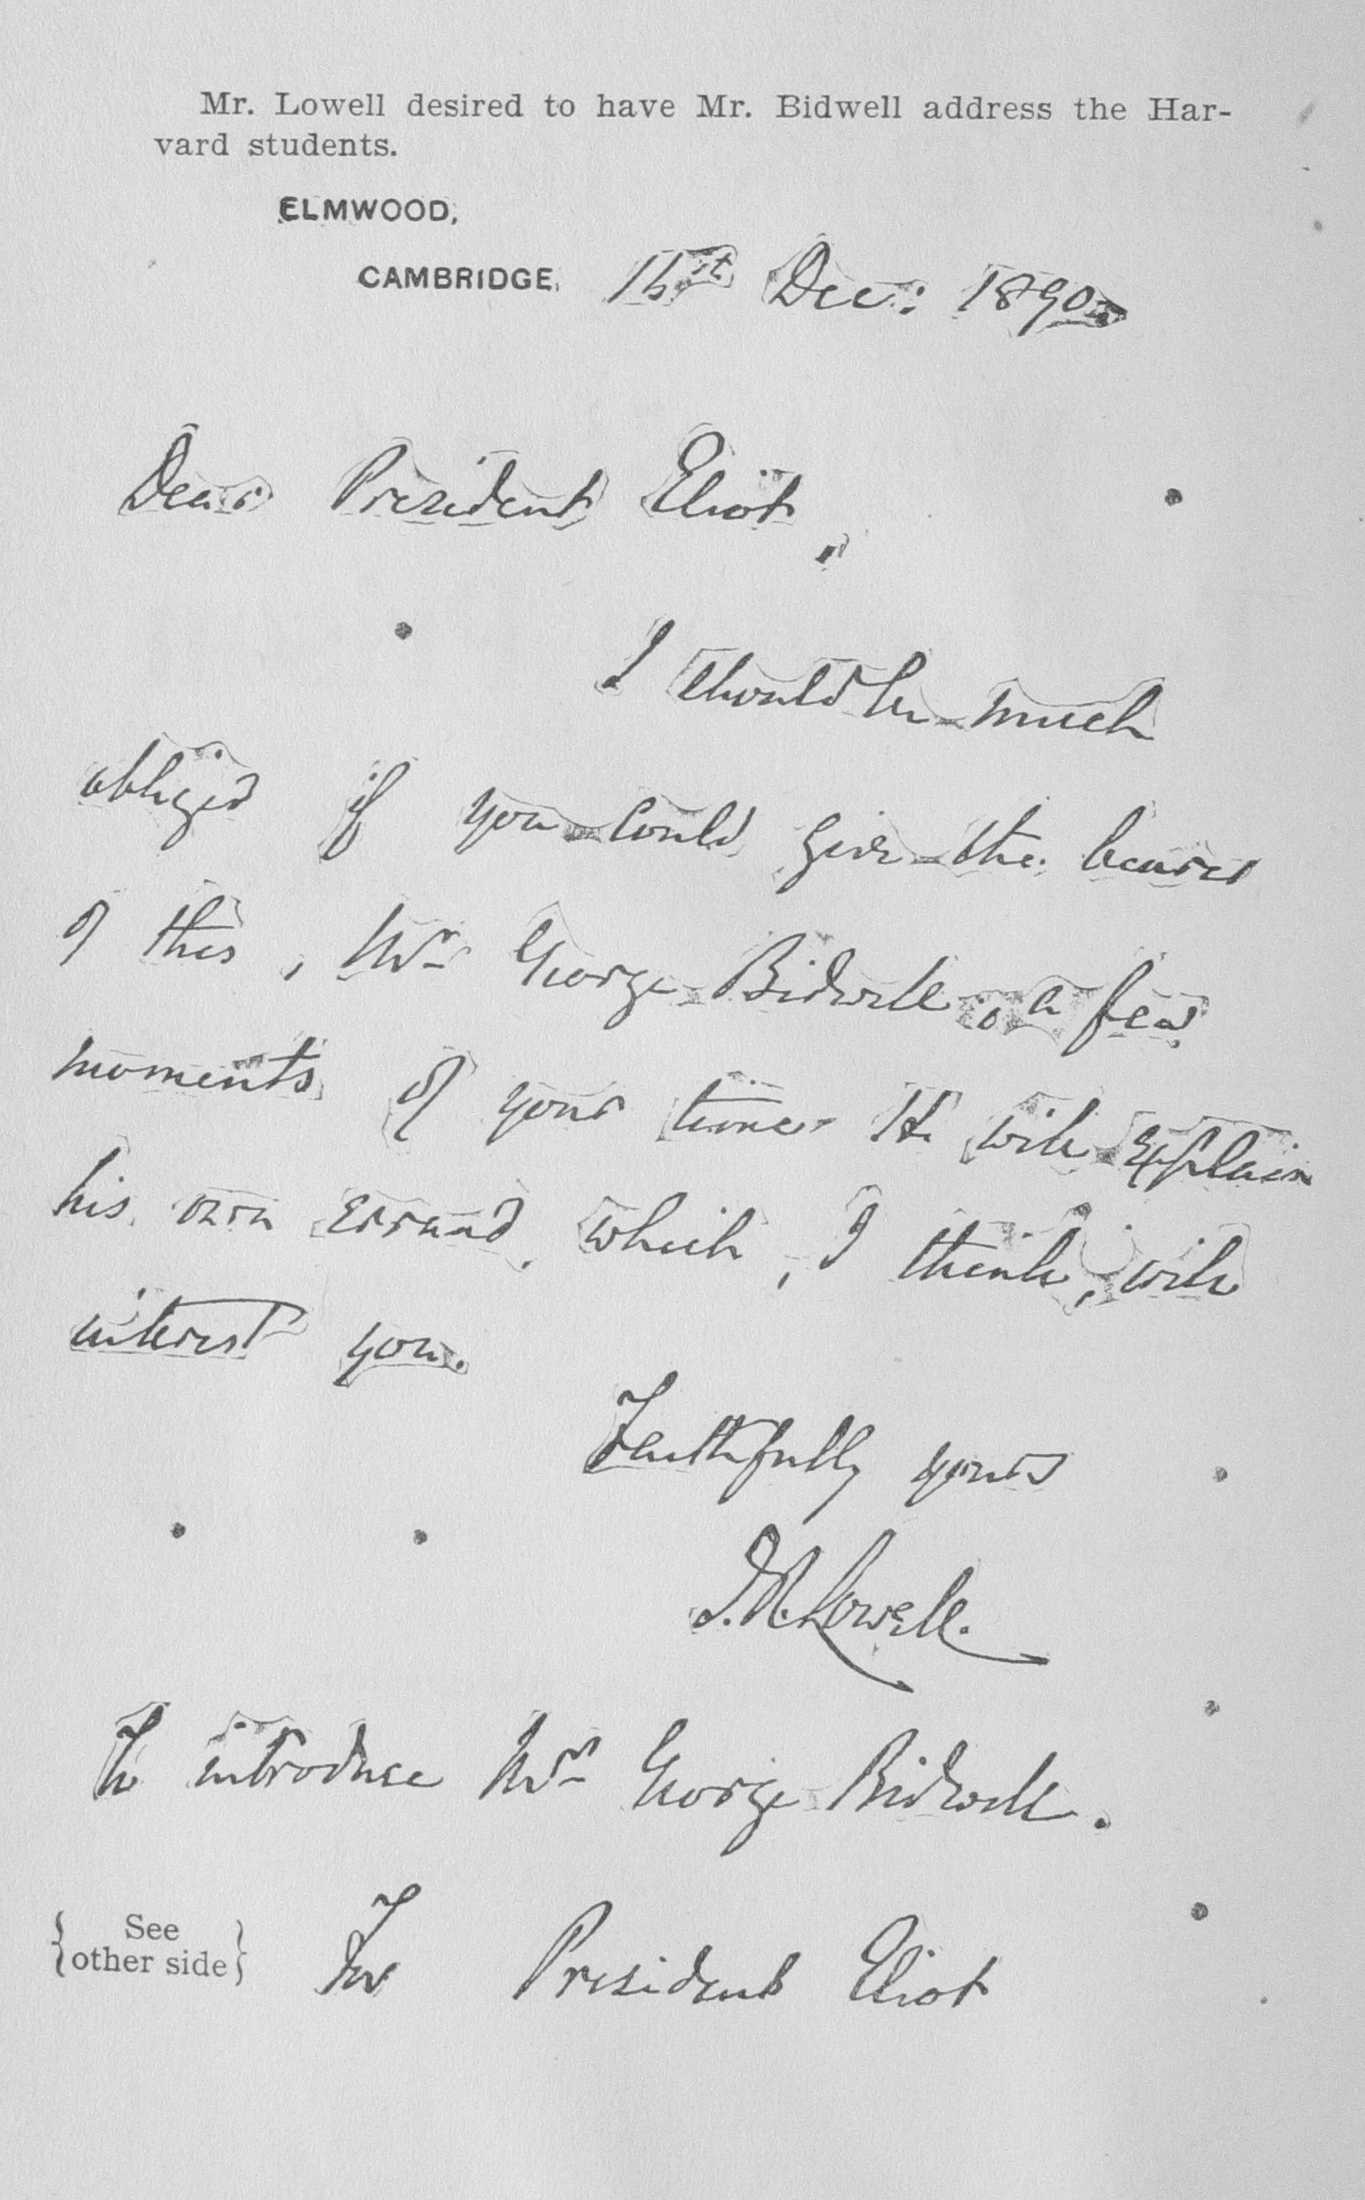 Mr. Lowell desired to have Mr. Bidwell address the Har-
vard students.
ELMWOOD,
CAMBRIDGE, Dec: 1890.
Dear President Eliot,
I should be much
obliged if you could give the bearer
of this, Mr George Bidwell, a few
moments of your time. He will explain
his own errand, which, I think, will
interest you.
Faithfully yours
J. R. Lowell.
To introduce Mr George Bidwell.
{See
other side}
For President Eliot